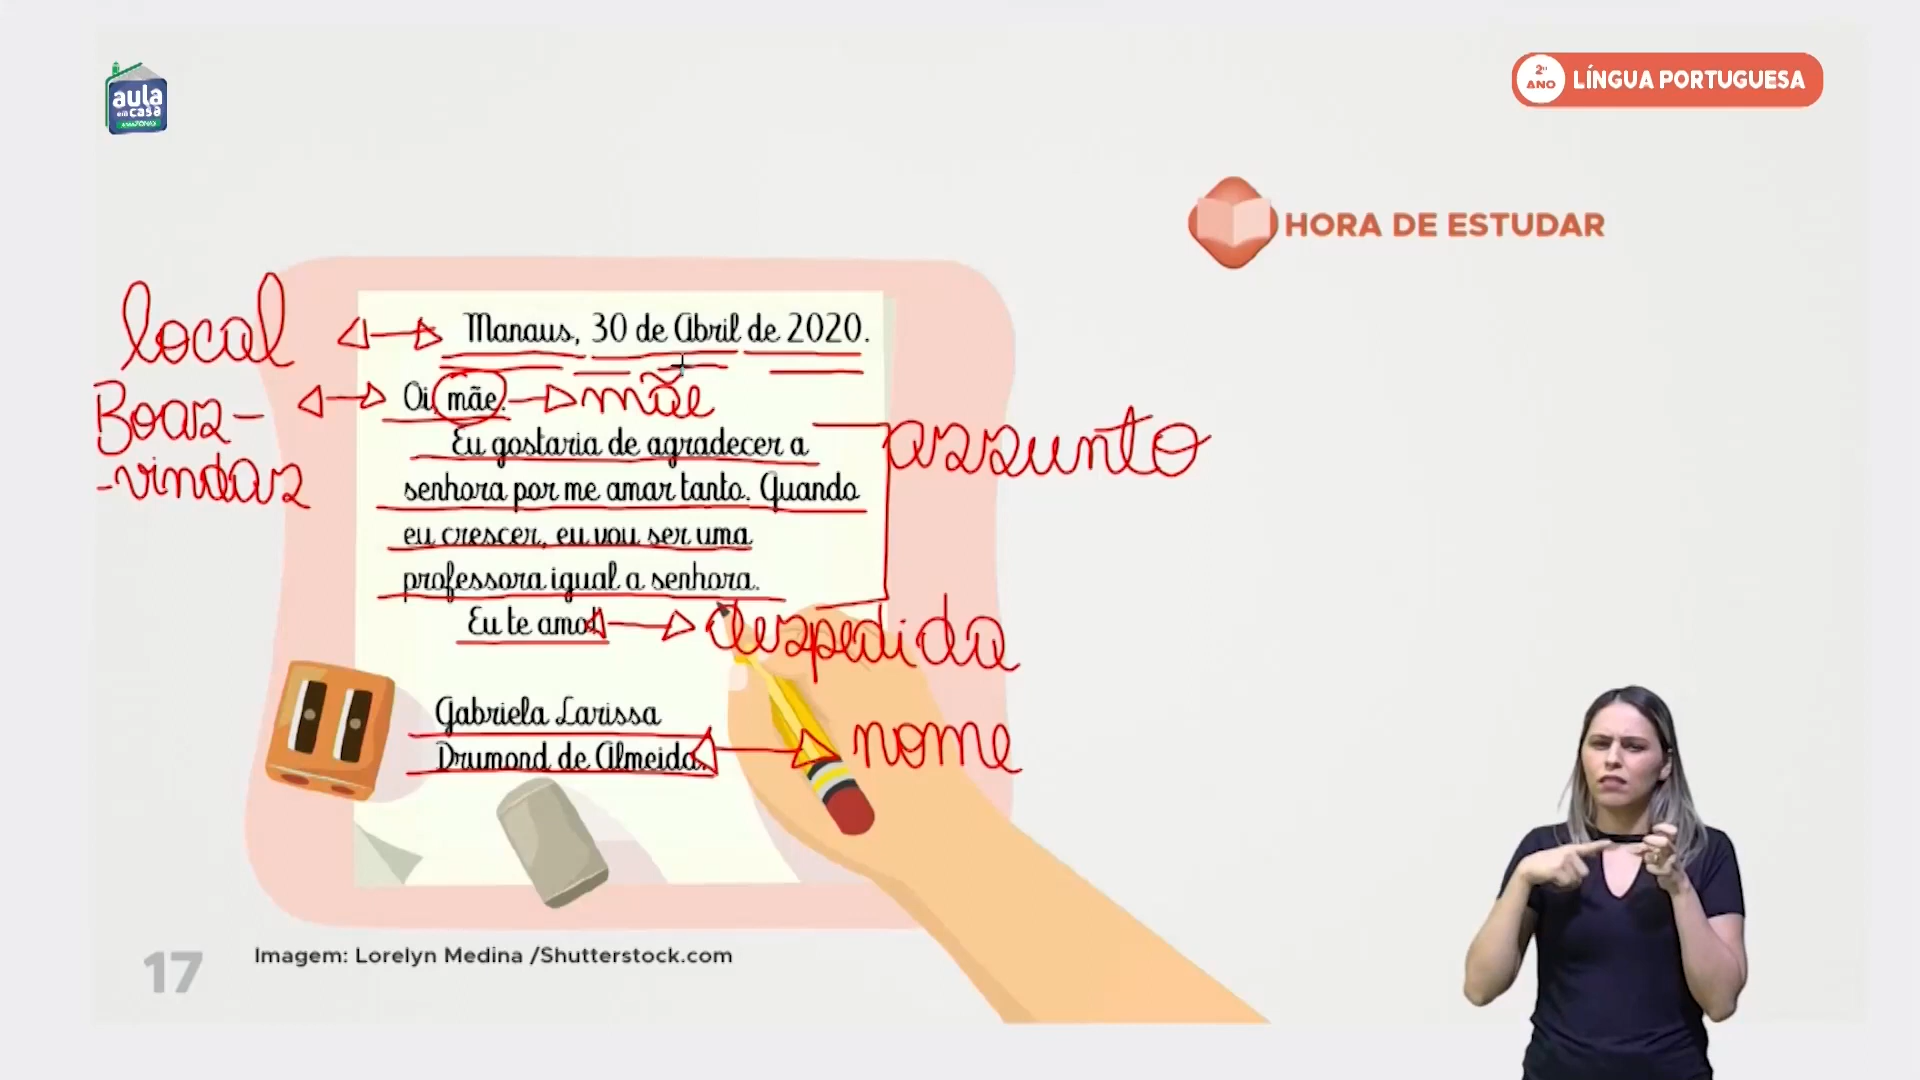 aula
em casa
AMAZONAS
2º
ANO
LÍNGUA PORTUGUESA
HORA DE ESTUDAR
local
Manaus, 30 de Abril de 2020.
Boas-
-vindas
Oi, mãe.
mãe
Eu gostaria de agradecer a
senhora por me amar tanto. Quando
eu crescer, eu vou ser uma
professora igual a senhora.
assunto
Eu te amo!
despedida
Gabriela Larissa
Drumond de Almeida.
nome
17
Imagem: Lorelyn Medina /Shutterstock.com